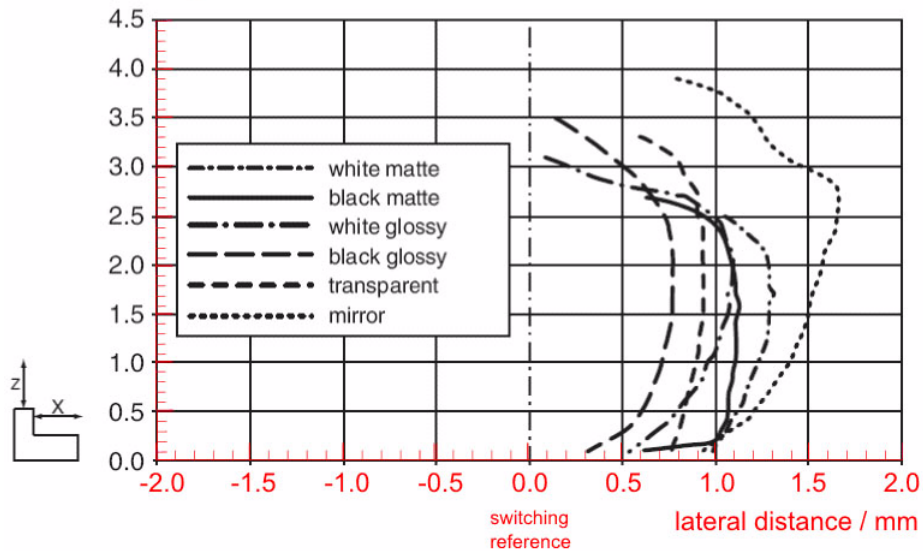 4.5
4.0
3.5
3.0
2.5
2.0
1.5
1.0
0.5
0.0
white matte
black matte
white glossy
black glossy
transparent
mirror
z
X
-2.0 -1.5 -1.0 -0.5 0.0 0.5 1.0 1.5 2.0
switching
reference
lateral distance / mm